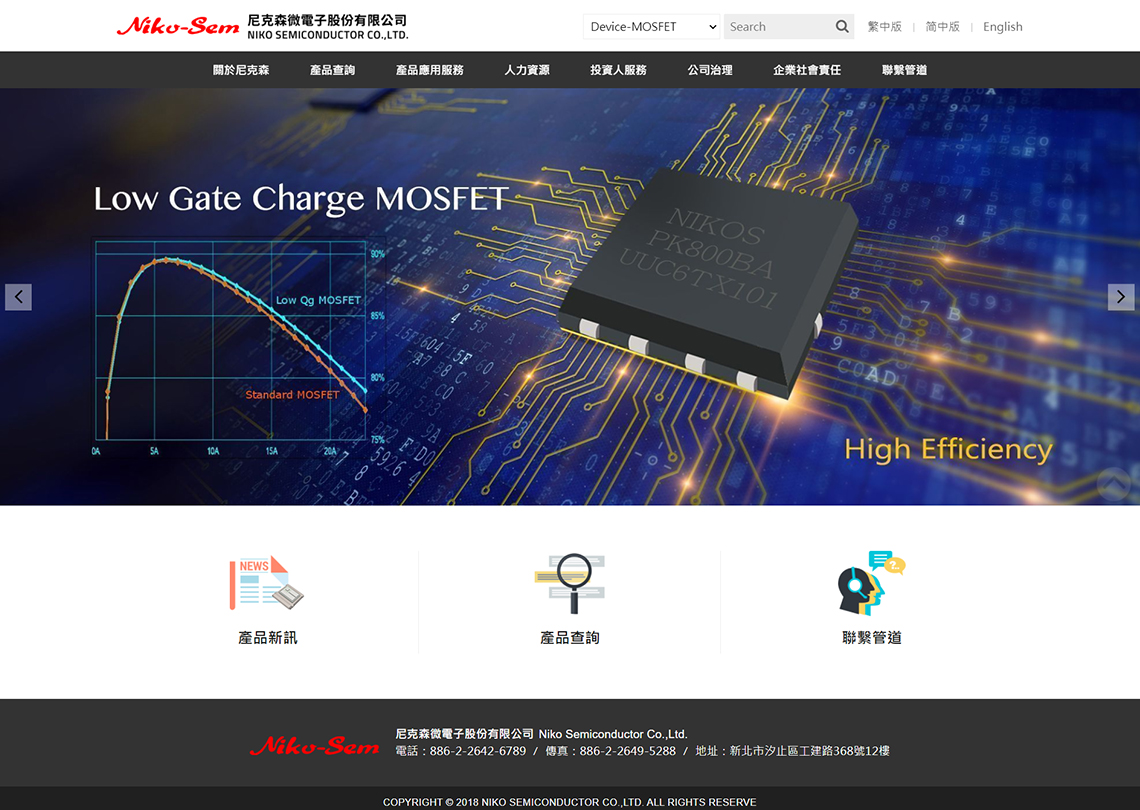 Niko-Sem 尼克森微電子股份有限公司
NIKO SEMICONDUCTOR CO.,LTD.
Device-MOSFET Search 繁中版 | 简中版 | English
關於尼克森 產品查詢 產品應用服務 人力資源 投資人服務 公司治理 企業社會責任 聯繫管道
Low Gate Charge MOSFET
NIKOS
PK800BA
UUC6TX101
90%
Low Qg MOSFET
85%
80%
Standard MOSFET
75%
0A 5A 10A 15A 20A
High Efficiency
NEWS
?
產品新訊 產品查詢 聯繫管道
Niko-Sem
尼克森微電子股份有限公司 Niko Semiconductor Co.,Ltd.
電話：886-2-2642-6789 / 傳真：886-2-2649-5288 / 地址：新北市汐止區工建路368號12樓
COPYRIGHT © 2018 NIKO SEMICONDUCTOR CO.,LTD. ALL RIGHTS RESERVE